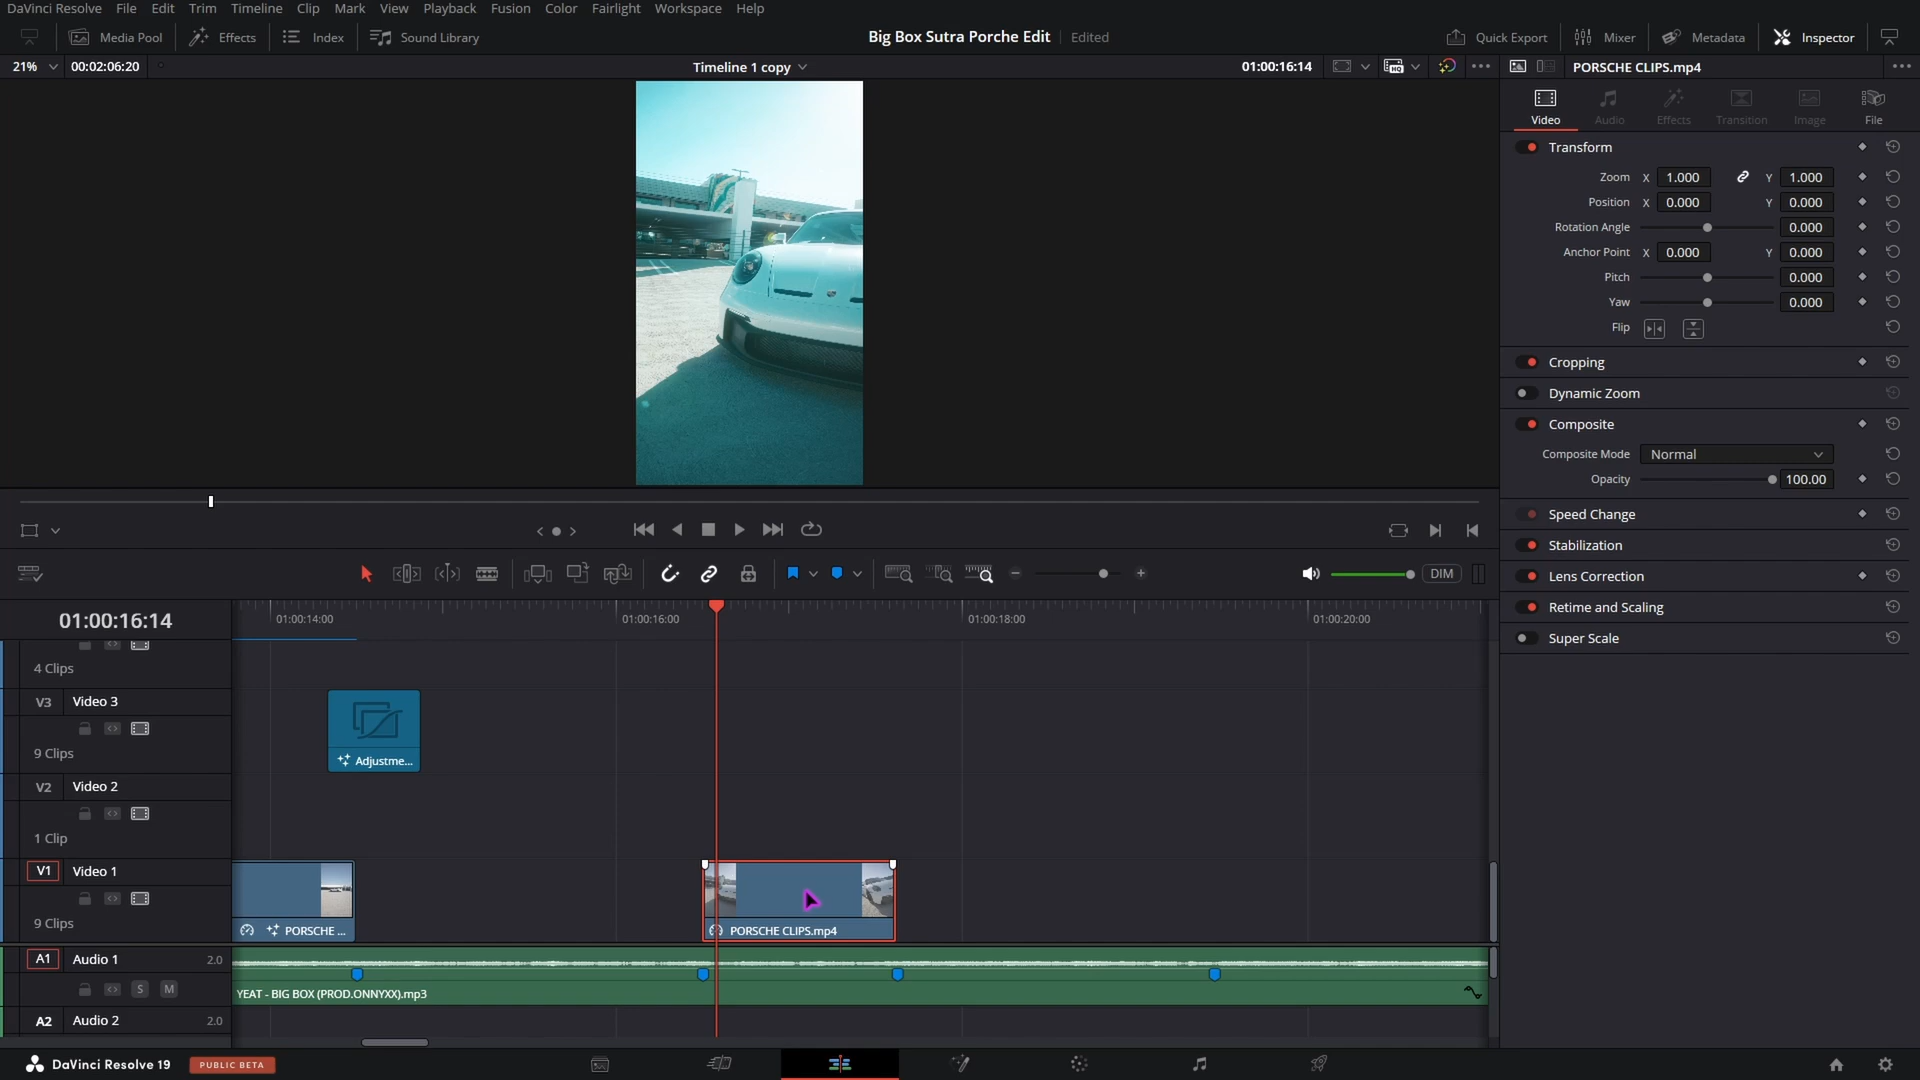 DaVinci Resolve File Edit Trim Timeline Clip Mark View Playback Fusion Color Fairlight Workspace Help
Media Pool Effects Index Sound Library Big Box Sutra Porche Edit Edited Quick Export Mixer Metadata Inspector
21% 00:02:06:20 Timeline 1 copy 01:00:16:14 PORSCHE CLIPS.mp4
Video Audio Effects Transition Image File
Transform
Zoom X 1.000 Y 1.000
Position X 0.000 Y 0.000
Rotation Angle 0.000
Anchor Point X 0.000 Y 0.000
Pitch 0.000
Yaw 0.000
Flip
Cropping
Dynamic Zoom
Composite
Composite Mode Normal
Opacity 100.00
Speed Change
Stabilization
Lens Correction
Retime and Scaling
Super Scale
DIM
01:00:16:14 01:00:14:00 01:00:16:00 01:00:18:00 01:00:20:00
4 Clips
V3 Video 3
9 Clips
Adjustme...
V2 Video 2
1 Clip
V1 Video 1
9 Clips
PORSCHE ... PORSCHE CLIPS.mp4
A1 Audio 1 2.0
S M
YEAT - BIG BOX (PROD.ONNYXX).mp3
A2 Audio 2 2.0
DaVinci Resolve 19 PUBLIC BETA